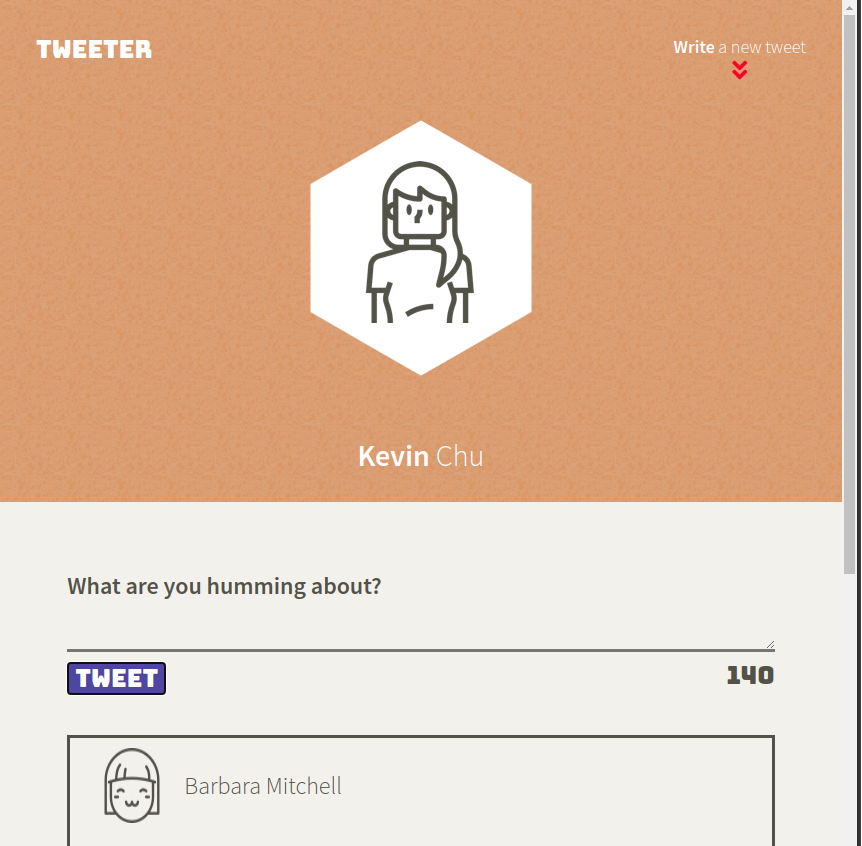 TWEETER
Write a new tweet
Kevin Chu
What are you humming about?
TWEET
140
Barbara Mitchell